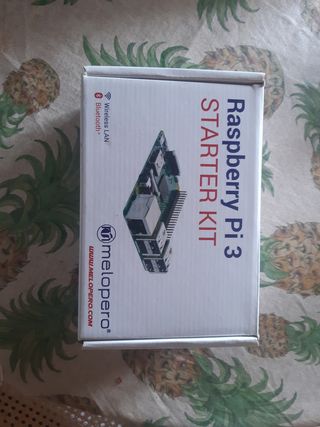 Raspberry Pi 3
STARTER KIT
Wireless LAN
Bluetooth®
melopero®
WWW.MELOPERO.COM